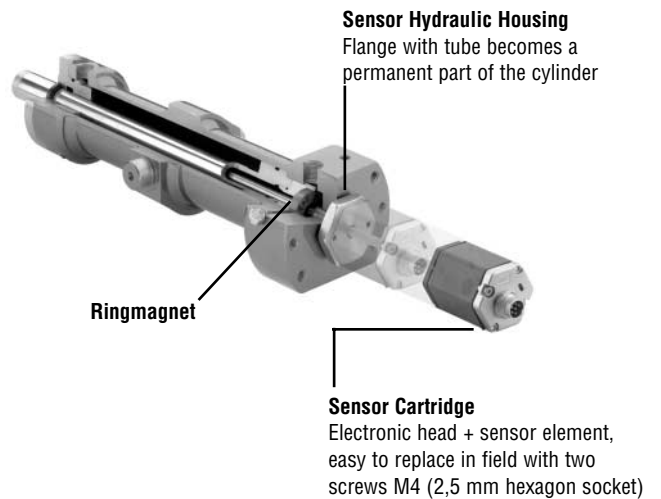 Sensor Hydraulic Housing
Flange with tube becomes a
permanent part of the cylinder
Ringmagnet
Sensor Cartridge
Electronic head + sensor element,
easy to replace in field with two
screws M4 (2,5 mm hexagon socket)